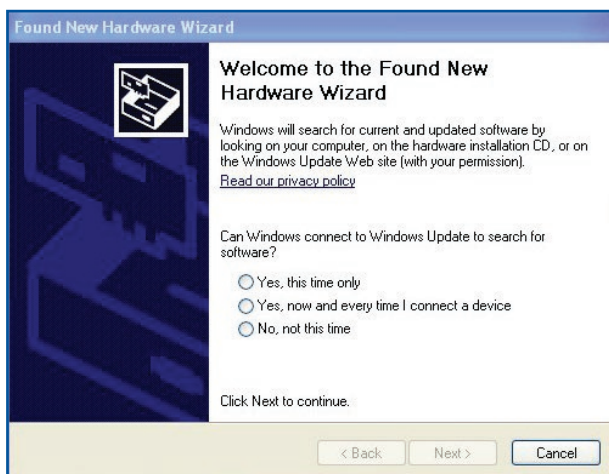 Found New Hardware Wizard
Welcome to the Found New
Hardware Wizard
Windows will search for current and updated software by
looking on your computer, on the hardware installation CD, or on
the Windows Update Web site (with your permission).
Read our privacy policy
Can Windows connect to Windows Update to search for
software?
Yes, this time only
Yes, now and every time I connect a device
No, not this time
Click Next to continue.
< Back
Next >
Cancel